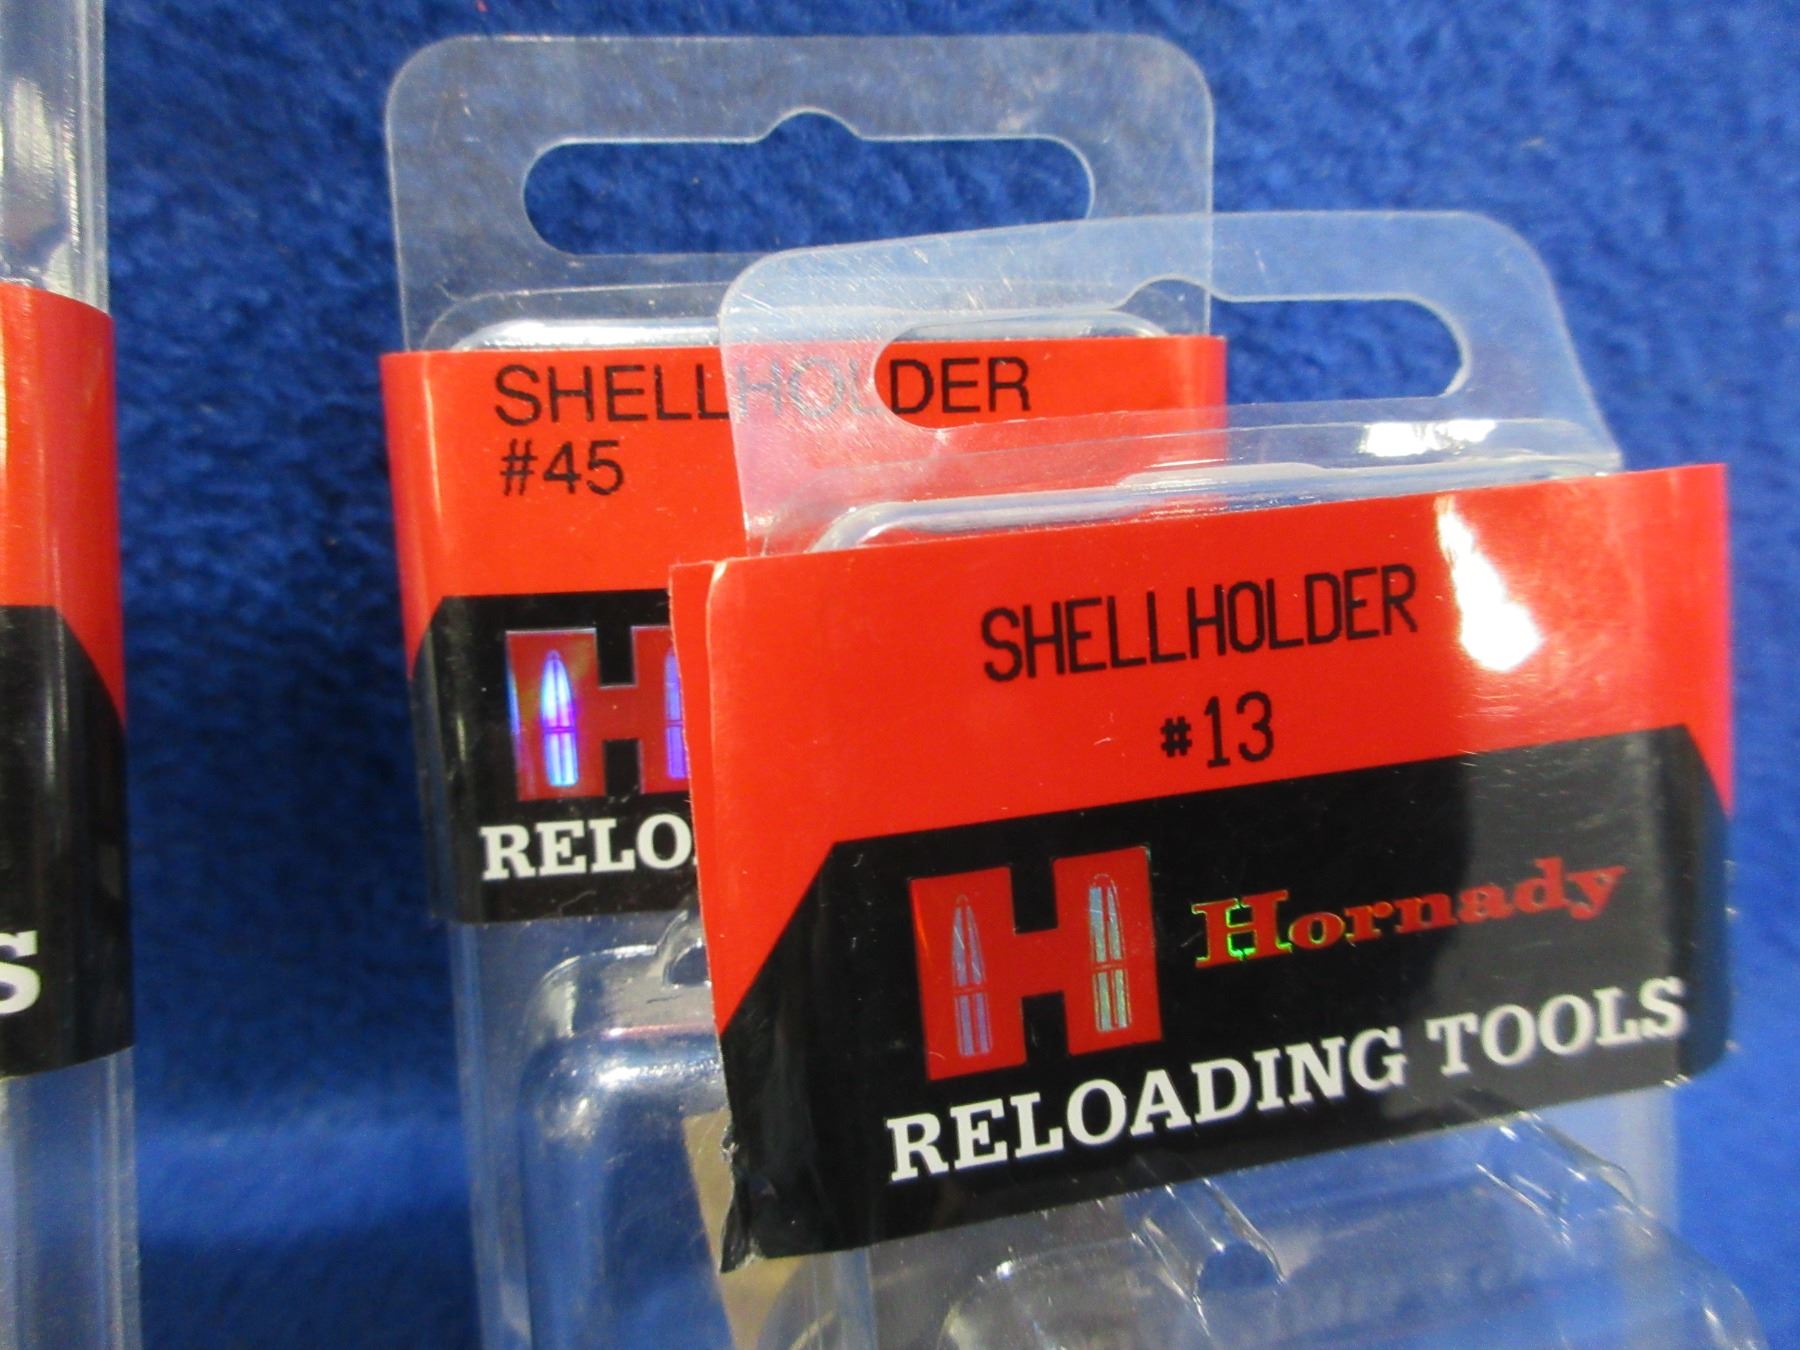 SHELLHOLDER
#45
H
RELO
SHELLHOLDER
#13
H Hornady
RELOADING TOOLS
S